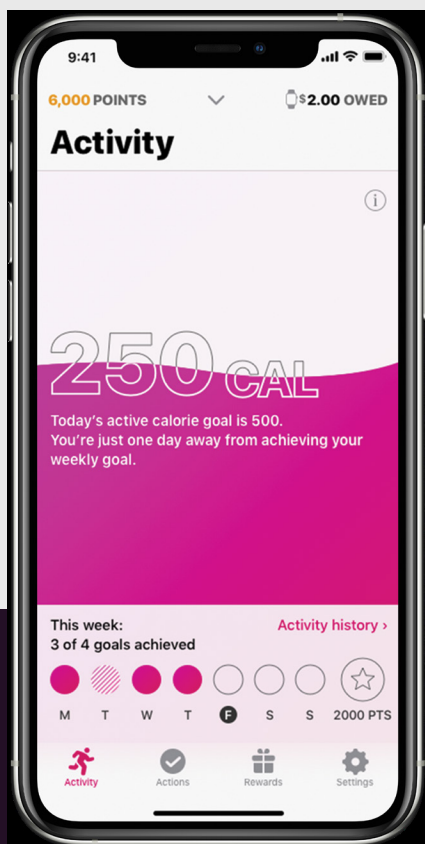 9:41
6,000 POINTS
$2.00 OWED
Activity
i
250 CAL
Today's active calorie goal is 500.
You're just one day away from achieving your
weekly goal.
This week:
Activity history ›
3 of 4 goals achieved
M T W T F S S 2000 PTS
Activity Actions Rewards Settings